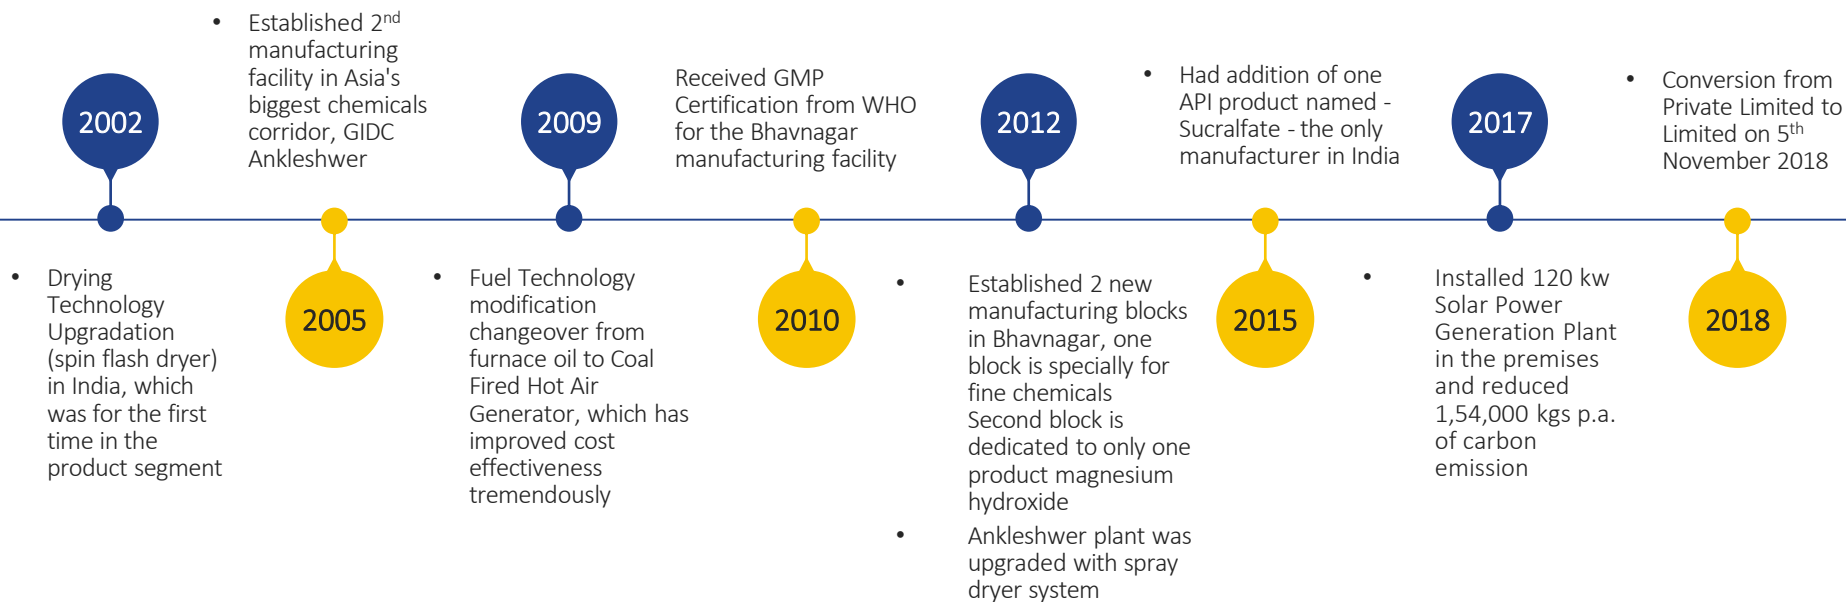 2002
• Drying
Technology
Upgradation
(spin flash dryer)
in India, which
was for the first
time in the
product segment
• Established 2nd
manufacturing
facility in Asia's
biggest chemicals
corridor, GIDC
Ankleshwer
2005
2009
• Fuel Technology
modification
changeover from
furnace oil to Coal
Fired Hot Air
Generator, which has
improved cost
effectiveness
tremendously
Received GMP
Certification from WHO
for the Bhavnagar
manufacturing facility
2010
2012
• Established 2 new
manufacturing blocks
in Bhavnagar, one
block is specially for
fine chemicals
Second block is
dedicated to only one
product magnesium
hydroxide
• Ankleshwer plant was
upgraded with spray
dryer system
• Had addition of one
API product named -
Sucralfate - the only
manufacturer in India
2015
2017
• Installed 120 kw
Solar Power
Generation Plant
in the premises
and reduced
1,54,000 kgs p.a.
of carbon
emission
• Conversion from
Private Limited to
Limited on 5th
November 2018
2018